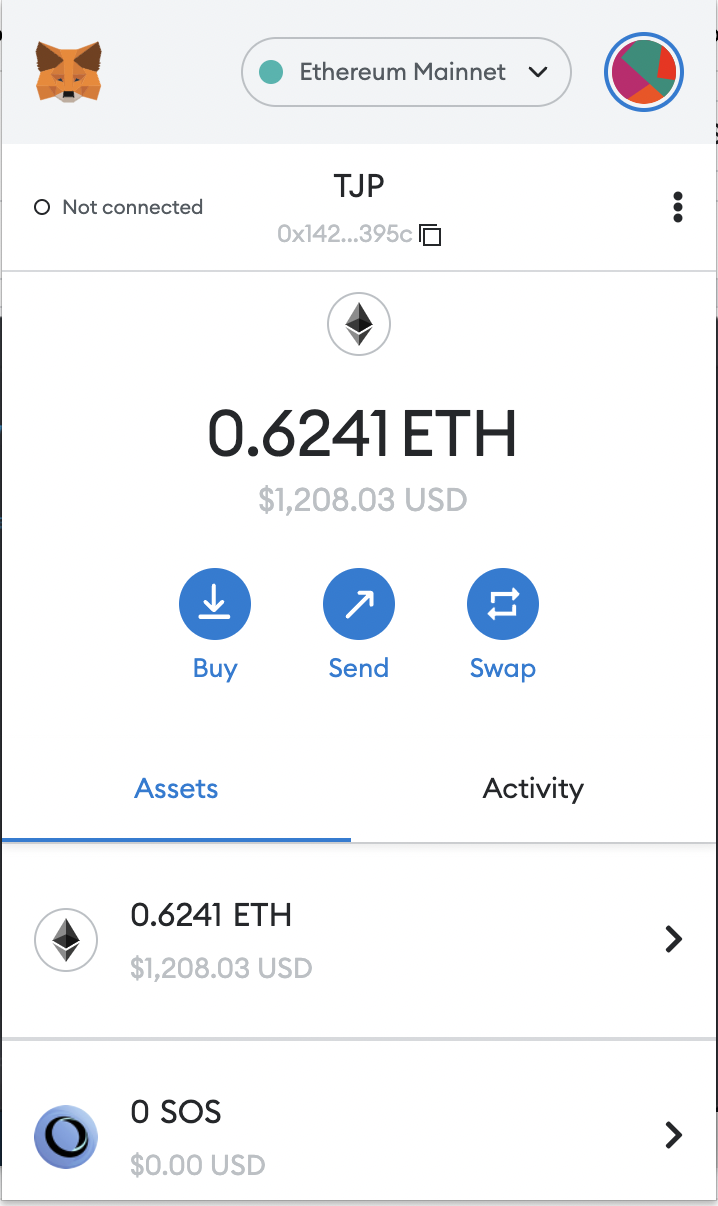 Ethereum Mainnet
TJP
Not connected
0x142...395c
0.6241 ETH
$1,208.03 USD
Buy Send Swap
Assets Activity
0.6241 ETH
$1,208.03 USD
0 SOS
$0.00 USD